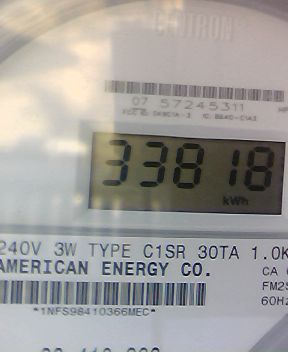 CENTRON
07 57245311
33818
kWh
240V 3W TYPE C1SR 30TA 1.0K
AMERICAN ENERGY CO.
CA
FM2S
60Hz
*1NFS98410366MEC*